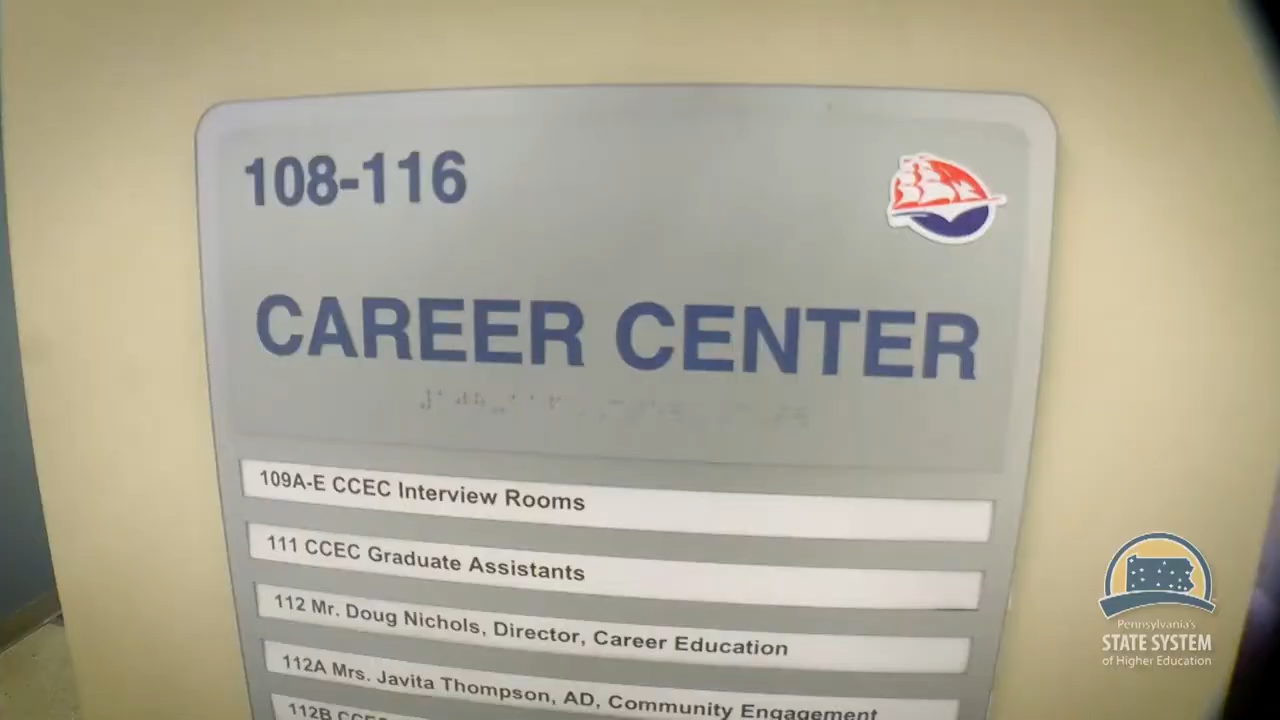 108-116
CAREER CENTER
109A-E CCEC Interview Rooms
111 CCEC Graduate Assistants
112 Mr. Doug Nichols, Director, Career Education
112A Mrs. Javita Thompson, AD, Community Engagement
112B
Pennsylvania's
STATE SYSTEM
of Higher Education